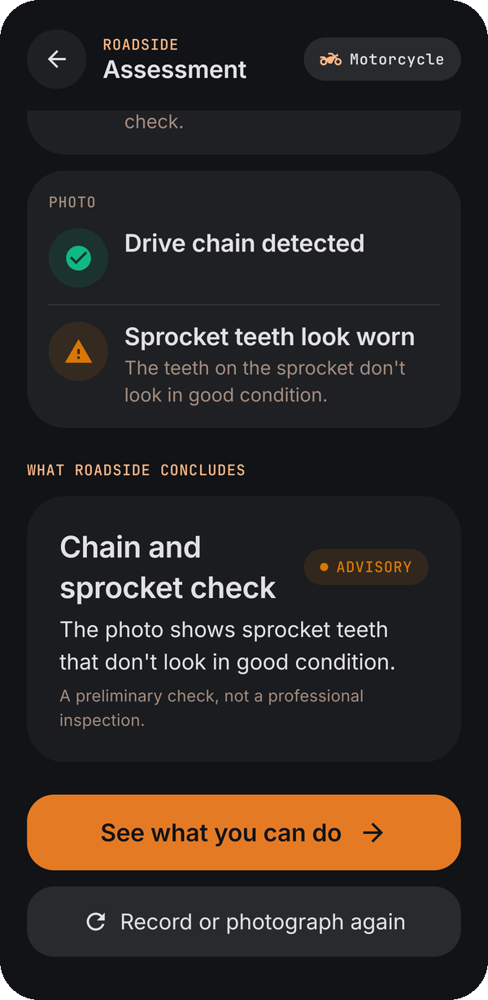 ROADSIDE
Assessment
Motorcycle
check.
PHOTO
Drive chain detected
Sprocket teeth look worn
The teeth on the sprocket don't
look in good condition.
WHAT ROADSIDE CONCLUDES
Chain and
sprocket check
ADVISORY
The photo shows sprocket teeth
that don't look in good condition.
A preliminary check, not a professional
inspection.
See what you can do
Record or photograph again